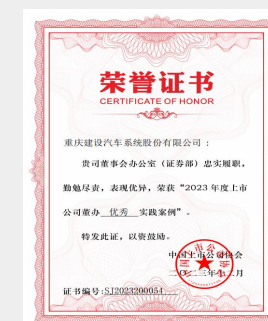 荣誉证书
CERTIFICATE OF HONOR
重庆建设汽车系统股份有限公司：
贵司董事会办公室（证券部）忠实履职，
勤勉尽责，表现优异，荣获“2023 年度上市
公司董办 优秀 实践案例”。
特发此证，以资鼓励。
中国上市公司协会
二〇二三年十二月
证书编号:SJ2023200054